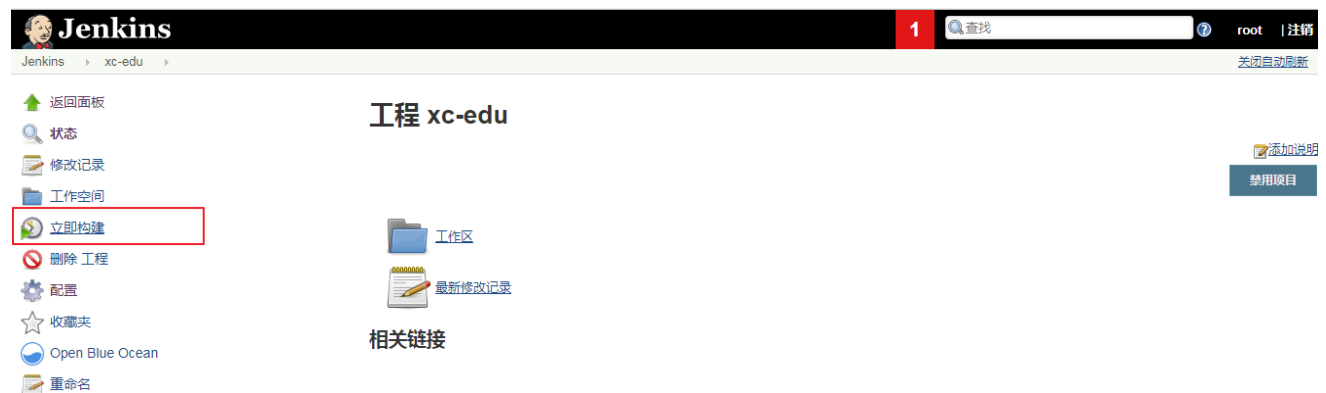 Jenkins
1
查找
root | 注销
Jenkins xc-edu
关闭自动刷新
返回面板
状态
修改记录
工作空间
立即构建
删除 工程
配置
收藏夹
Open Blue Ocean
重命名
工程 xc-edu
添加说明
禁用项目
工作区
最新修改记录
相关链接